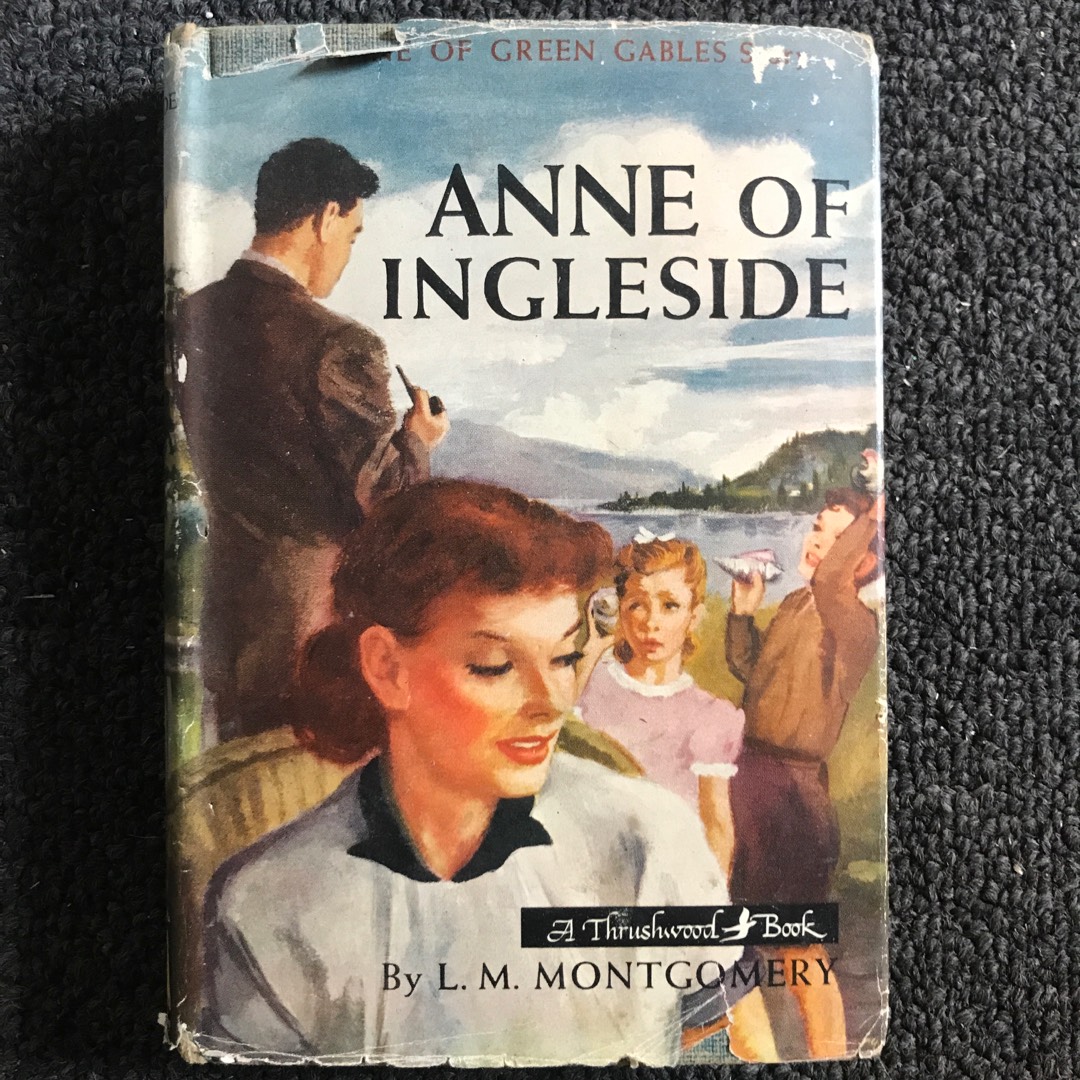 OF GREEN GABLES
ANNE OF
INGLESIDE
A Thrushwood Book
By L. M. MONTGOMERY